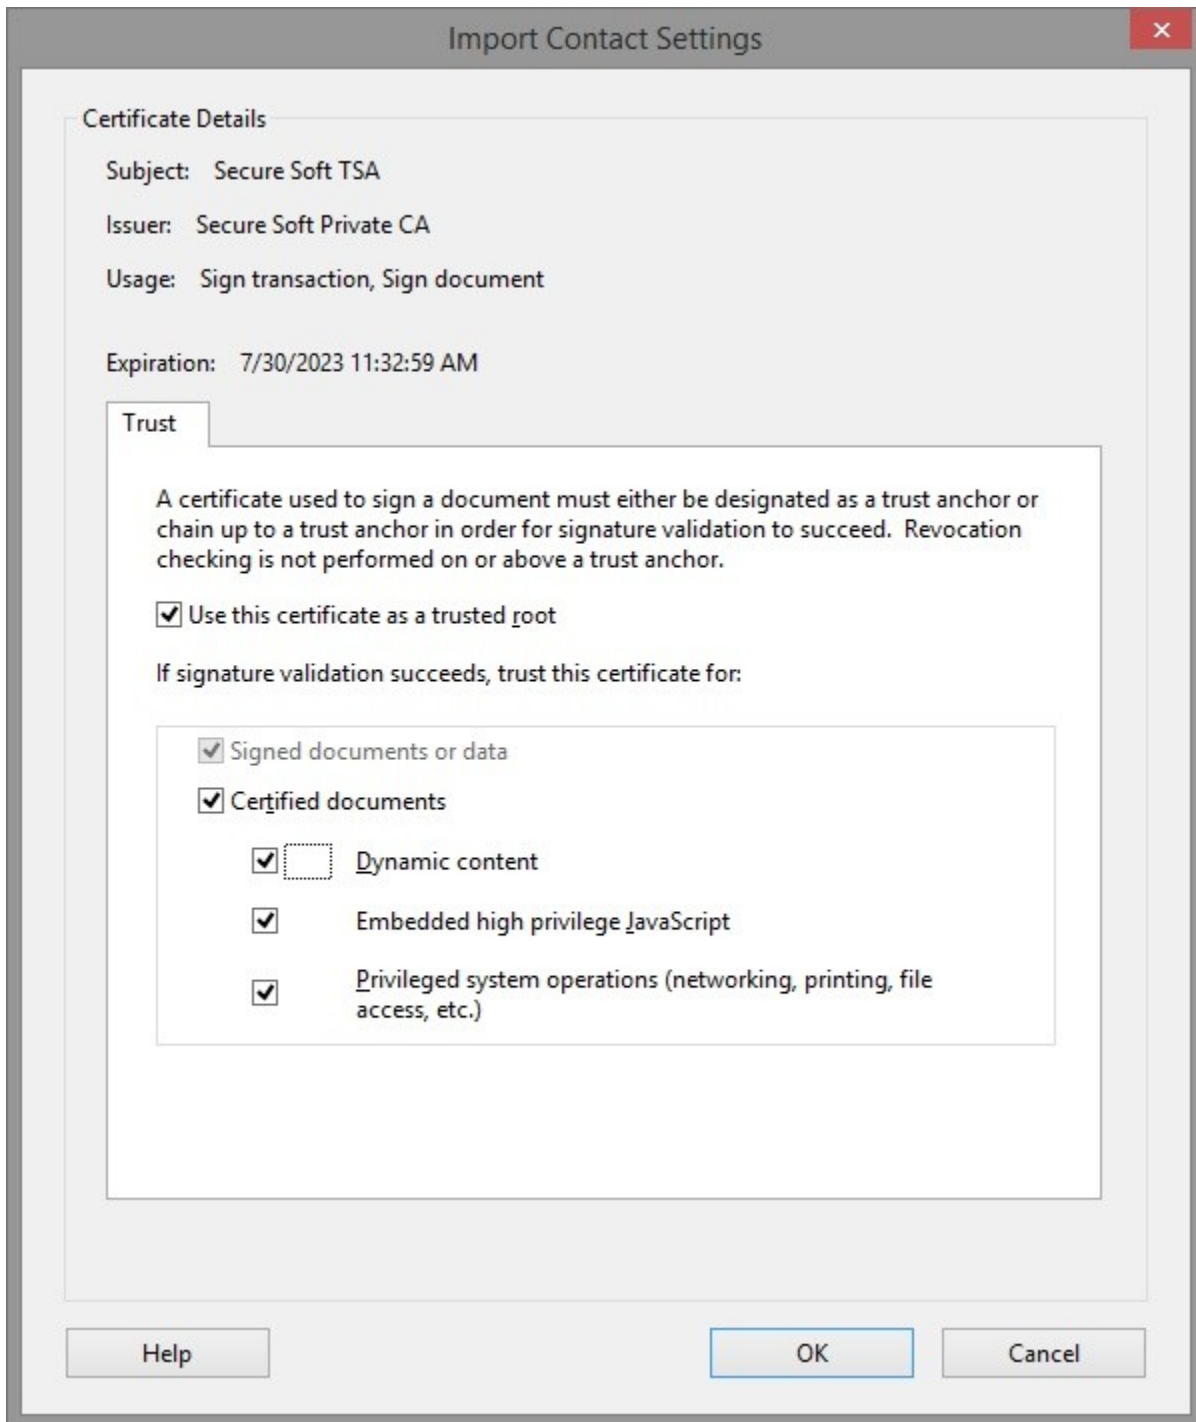 Import Contact Settings
Certificate Details
Subject: Secure Soft TSA
Issuer: Secure Soft Private CA
Usage: Sign transaction, Sign document
Expiration: 7/30/2023 11:32:59 AM
Trust
A certificate used to sign a document must either be designated as a trust anchor or
chain up to a trust anchor in order for signature validation to succeed. Revocation
checking is not performed on or above a trust anchor.
Use this certificate as a trusted root
If signature validation succeeds, trust this certificate for:
Signed documents or data
Certified documents
Dynamic content
Embedded high privilege JavaScript
Privileged system operations (networking, printing, file
access, etc.)
Help OK Cancel